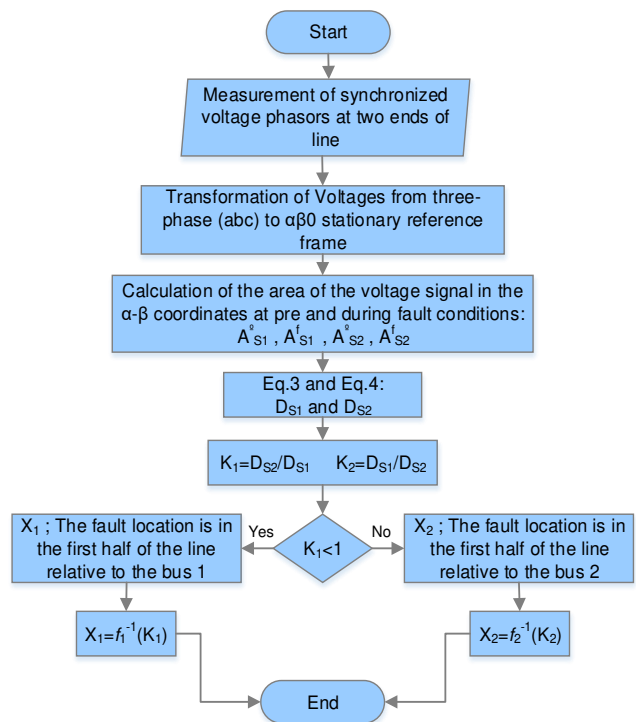 Start
Measurement of synchronized
voltage phasors at two ends of
line
Transformation of Voltages from three-
phase (abc) to αβ0 stationary reference
frame
Calculation of the area of the voltage signal in the
α-β coordinates at pre and during fault conditions:
A°S1 , AfS1 , A°S2 , AfS2
Eq.3 and Eq.4:
DS1 and DS2
K1=DS2/DS1 K2=DS1/DS2
X1 ; The fault location is in
the first half of the line
relative to the bus 1
Yes
K1<1
No
X2 ; The fault location is in
the first half of the line
relative to the bus 2
X1=f1-1(K1)
X2=f2-1(K2)
End